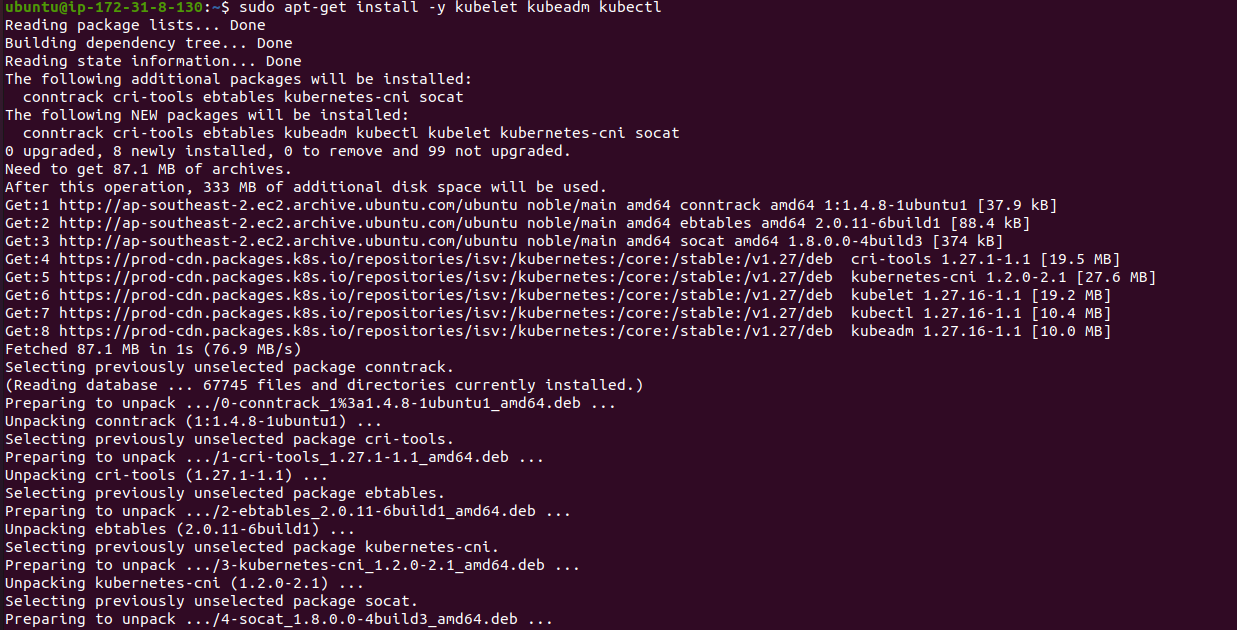 ubuntu@ip-172-31-8-130:~$ sudo apt-get install -y kubelet kubeadm kubectl
Reading package lists... Done
Building dependency tree... Done
Reading state information... Done
The following additional packages will be installed:
  conntrack cri-tools ebtables kubernetes-cni socat
The following NEW packages will be installed:
  conntrack cri-tools ebtables kubeadm kubectl kubelet kubernetes-cni socat
0 upgraded, 8 newly installed, 0 to remove and 99 not upgraded.
Need to get 87.1 MB of archives.
After this operation, 333 MB of additional disk space will be used.
Get:1 http://ap-southeast-2.ec2.archive.ubuntu.com/ubuntu noble/main amd64 conntrack amd64 1:1.4.8-1ubuntu1 [37.9 kB]
Get:2 http://ap-southeast-2.ec2.archive.ubuntu.com/ubuntu noble/main amd64 ebtables amd64 2.0.11-6build1 [88.4 kB]
Get:3 http://ap-southeast-2.ec2.archive.ubuntu.com/ubuntu noble/main amd64 socat amd64 1.8.0.0-4build3 [374 kB]
Get:4 https://prod-cdn.packages.k8s.io/repositories/isv:/kubernetes:/core:/stable:/v1.27/deb  cri-tools 1.27.1-1.1 [19.5 MB]
Get:5 https://prod-cdn.packages.k8s.io/repositories/isv:/kubernetes:/core:/stable:/v1.27/deb  kubernetes-cni 1.2.0-2.1 [27.6 MB]
Get:6 https://prod-cdn.packages.k8s.io/repositories/isv:/kubernetes:/core:/stable:/v1.27/deb  kubelet 1.27.16-1.1 [19.2 MB]
Get:7 https://prod-cdn.packages.k8s.io/repositories/isv:/kubernetes:/core:/stable:/v1.27/deb  kubectl 1.27.16-1.1 [10.4 MB]
Get:8 https://prod-cdn.packages.k8s.io/repositories/isv:/kubernetes:/core:/stable:/v1.27/deb  kubeadm 1.27.16-1.1 [10.0 MB]
Fetched 87.1 MB in 1s (76.9 MB/s)
Selecting previously unselected package conntrack.
(Reading database ... 67745 files and directories currently installed.)
Preparing to unpack .../0-conntrack_1%3a1.4.8-1ubuntu1_amd64.deb ...
Unpacking conntrack (1:1.4.8-1ubuntu1) ...
Selecting previously unselected package cri-tools.
Preparing to unpack .../1-cri-tools_1.27.1-1.1_amd64.deb ...
Unpacking cri-tools (1.27.1-1.1) ...
Selecting previously unselected package ebtables.
Preparing to unpack .../2-ebtables_2.0.11-6build1_amd64.deb ...
Unpacking ebtables (2.0.11-6build1) ...
Selecting previously unselected package kubernetes-cni.
Preparing to unpack .../3-kubernetes-cni_1.2.0-2.1_amd64.deb ...
Unpacking kubernetes-cni (1.2.0-2.1) ...
Selecting previously unselected package socat.
Preparing to unpack .../4-socat_1.8.0.0-4build3_amd64.deb ...